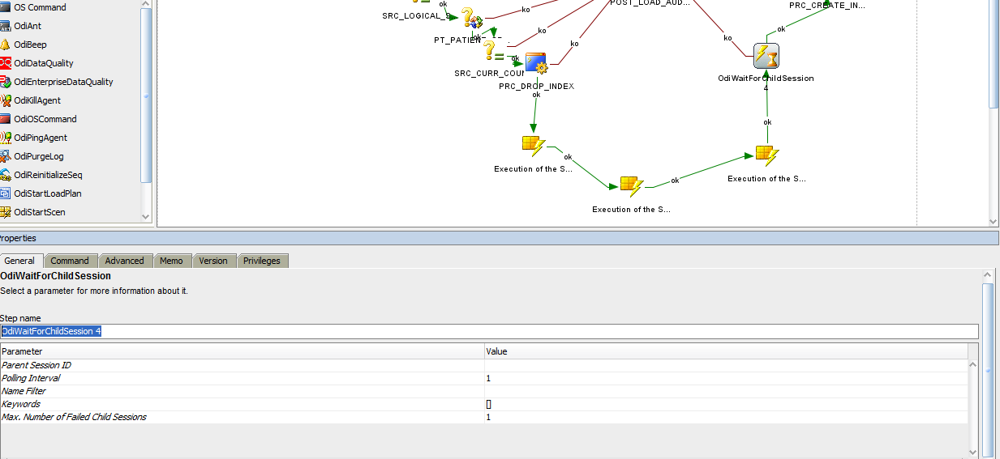 OS Command
OdiAnt
OdiBeep
OdiDataQuality
OdiEnterpriseDataQuality
OdiKillAgent
OdiOSCommand
OdiPingAgent
OdiPurgeLog
OdiReinitializeSeq
OdiStartLoadPlan
OdiStartScen
ok
SRC_LOGICAL_S
ko
POST_LOAD_AUD...
PRC_CREATE_IN...
ok
PT_PATIEN
ok
ko
ko
ko
ok
SRC_CURR_COUN
PRC_DROP_INDEX
ok
OdiWaitForChildSession
4
ok
ok
Execution of the S...
ok
Execution of the S...
Execution of the S...
Properties
General Command Advanced Memo Version Privileges
OdiWaitForChildSession
Select a parameter for more information about it.
Step name
OdiWaitForChildSession 4
Parameter Value
Parent Session ID
Polling Interval 1
Name Filter
Keywords []
Max. Number of Failed Child Sessions 1